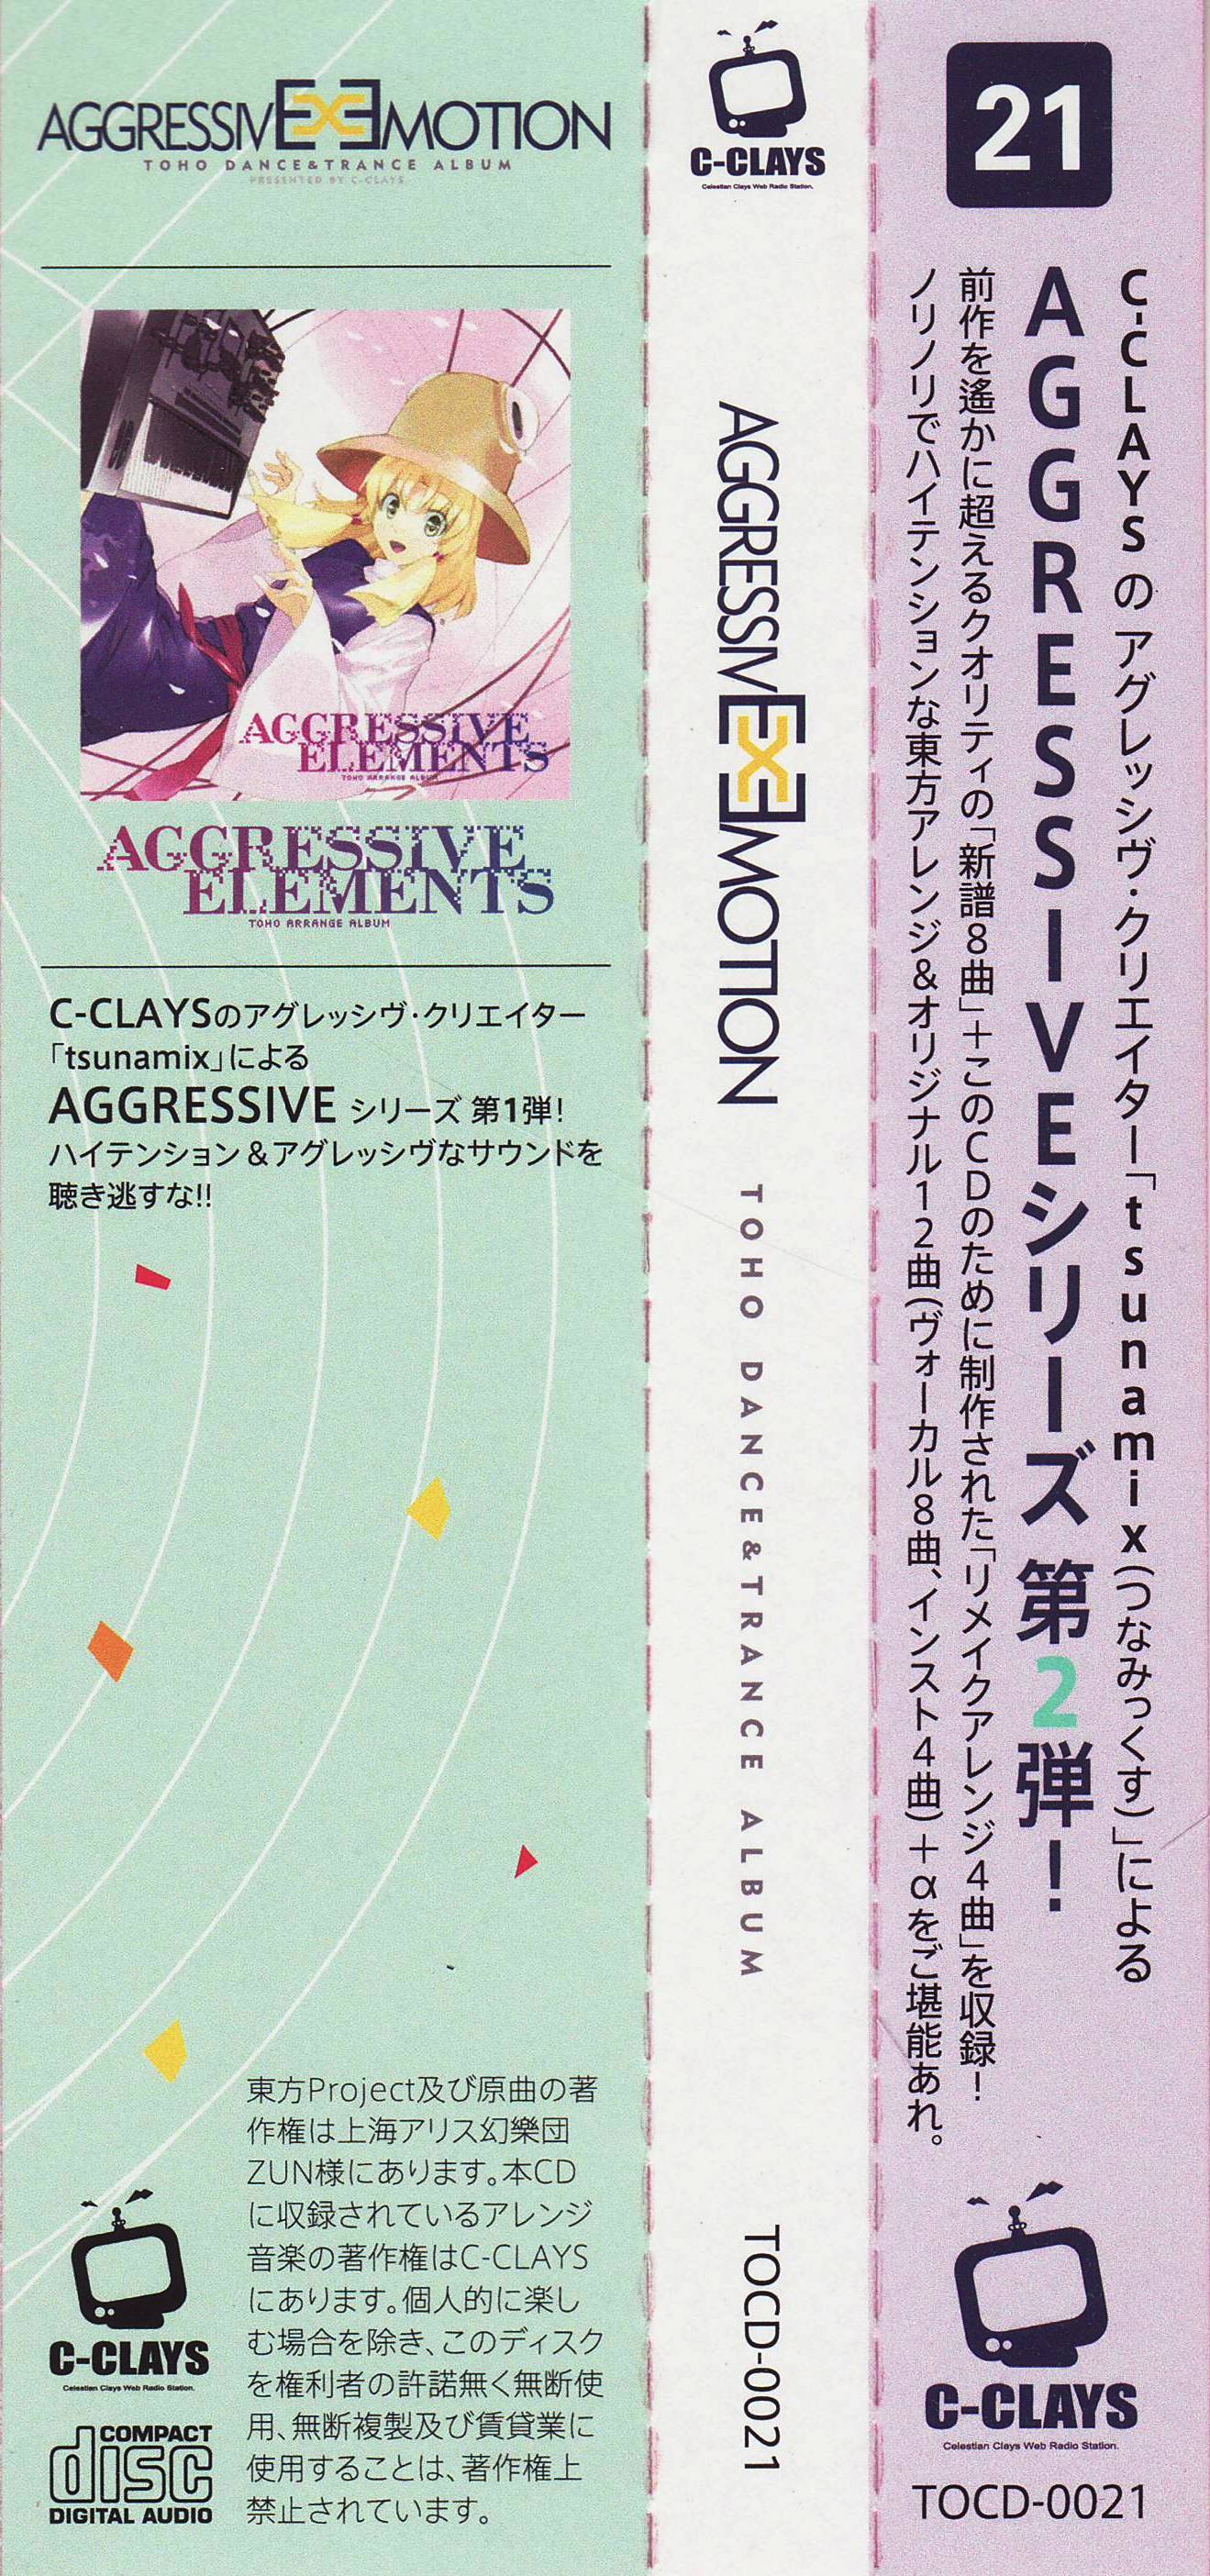 AGGRESSIVEXEMOTION
TOHO DANCE&TRANCE ALBUM
PRESENTED BY C-CLAYS
AGGRESSIVE
ELEMENTS
TOHO ARRANGE ALBUM
AGGRESSIVE
ELEMENTS
TOHO ARRANGE ALBUM
C-CLAYSのアグレッシヴ・クリエイター
「tsunamix」による
AGGRESSIVE シリーズ 第1弾!
ハイテンション&アグレッシヴなサウンドを
聴き逃すな!!
東方Project及び原曲の著
作権は上海アリス幻樂団
ZUN様にあります。本CD
に収録されているアレンジ
音楽の著作権はC-CLAYS
にあります。個人的に楽し
む場合を除き、このディスク
を権利者の許諾無く無断使
用、無断複製及び賃貸業に
使用することは、著作権上
禁止されています。
C-CLAYS
Celestian Clays Web Radio Station.
COMPACT
disc
DIGITAL AUDIO
C-CLAYS
Celestian Clays Web Radio Station.
AGGRESSIVEXEMOTION TOHO DANCE&TRANCE ALBUM
TOCD-0021
21
C-CLAYSのアグレッシヴ・クリエイター「tsunamix(つなみっくす)」による
AGGRESSIVEシリーズ 第2弾!
前作を遙かに超えるクオリティの「新譜8曲」+このCDのために制作された「リメイクアレンジ4曲」を収録!
ノリノリでハイテンションな東方アレンジ&オリジナル12曲(ヴォーカル8曲、インスト4曲)+αをご堪能あれ。
C-CLAYS
Celestian Clays Web Radio Station.
TOCD-0021